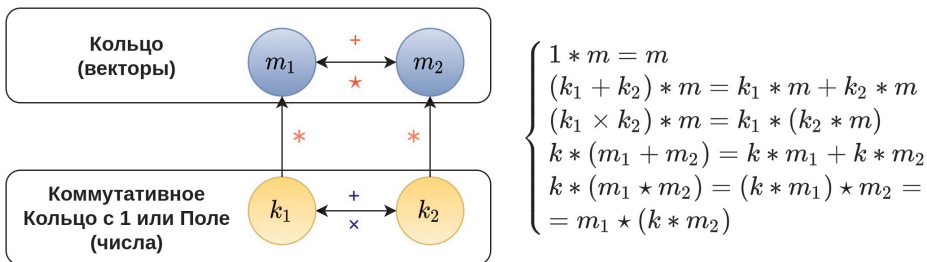 Кольцо
(векторы)
m₁
+
⋆
m₂
*
*
Коммутативное
Кольцо с 1 или Поле
(числа)
k₁
+
×
k₂
1 * m = m
(k₁ + k₂) * m = k₁ * m + k₂ * m
(k₁ × k₂) * m = k₁ * (k₂ * m)
k * (m₁ + m₂) = k * m₁ + k * m₂
k * (m₁ ⋆ m₂) = (k * m₁) ⋆ m₂ =
= m₁ ⋆ (k * m₂)